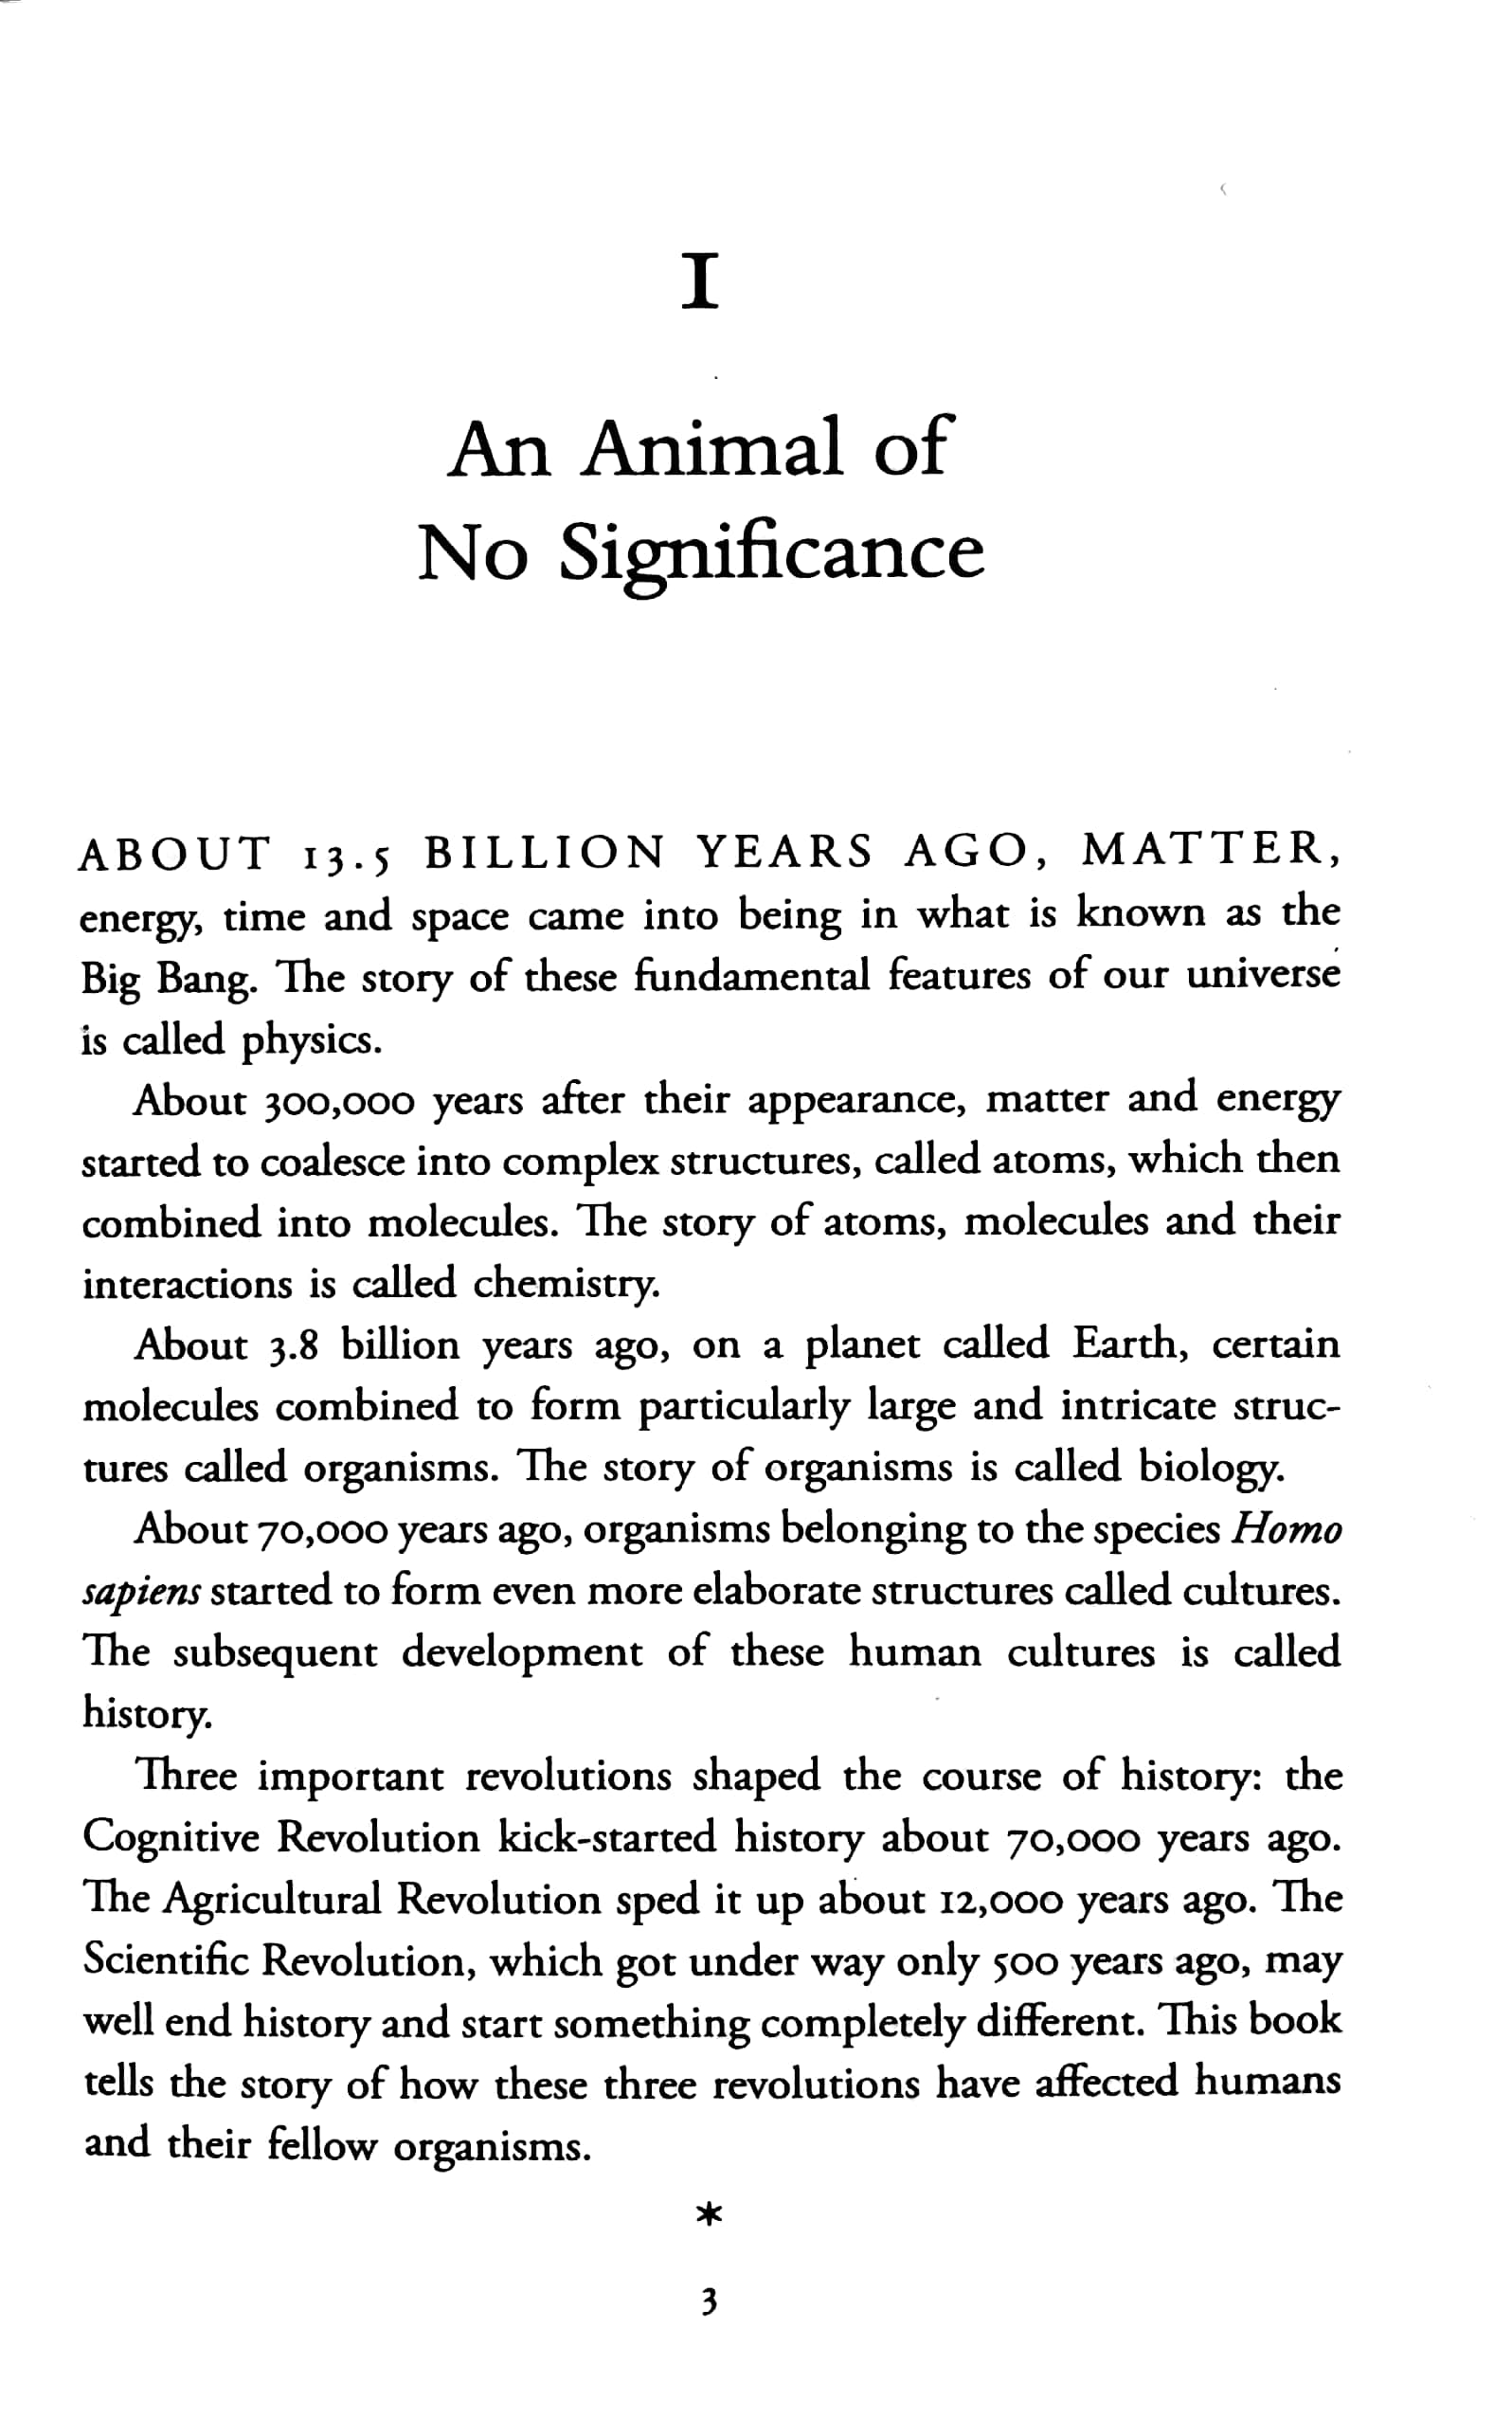 1
An Animal of
No Significance
ABOUT 13.5 BILLION YEARS AGO, MATTER,
energy, time and space came into being in what is known as the
Big Bang. The story of these fundamental features of our universe
is called physics.
About 300,000 years after their appearance, matter and energy
started to coalesce into complex structures, called atoms, which then
combined into molecules. The story of atoms, molecules and their
interactions is called chemistry.
About 3.8 billion years ago, on a planet called Earth, certain
molecules combined to form particularly large and intricate struc-
tures called organisms. The story of organisms is called biology.
About 70,000 years ago, organisms belonging to the species Homo
sapiens started to form even more elaborate structures called cultures.
The subsequent development of these human cultures is called
history.
Three important revolutions shaped the course of history: the
Cognitive Revolution kick-started history about 70,000 years ago.
The Agricultural Revolution sped it up about 12,000 years ago. The
Scientific Revolution, which got under way only 500 years ago, may
well end history and start something completely different. This book
tells the story of how these three revolutions have affected humans
and their fellow organisms.
*
3